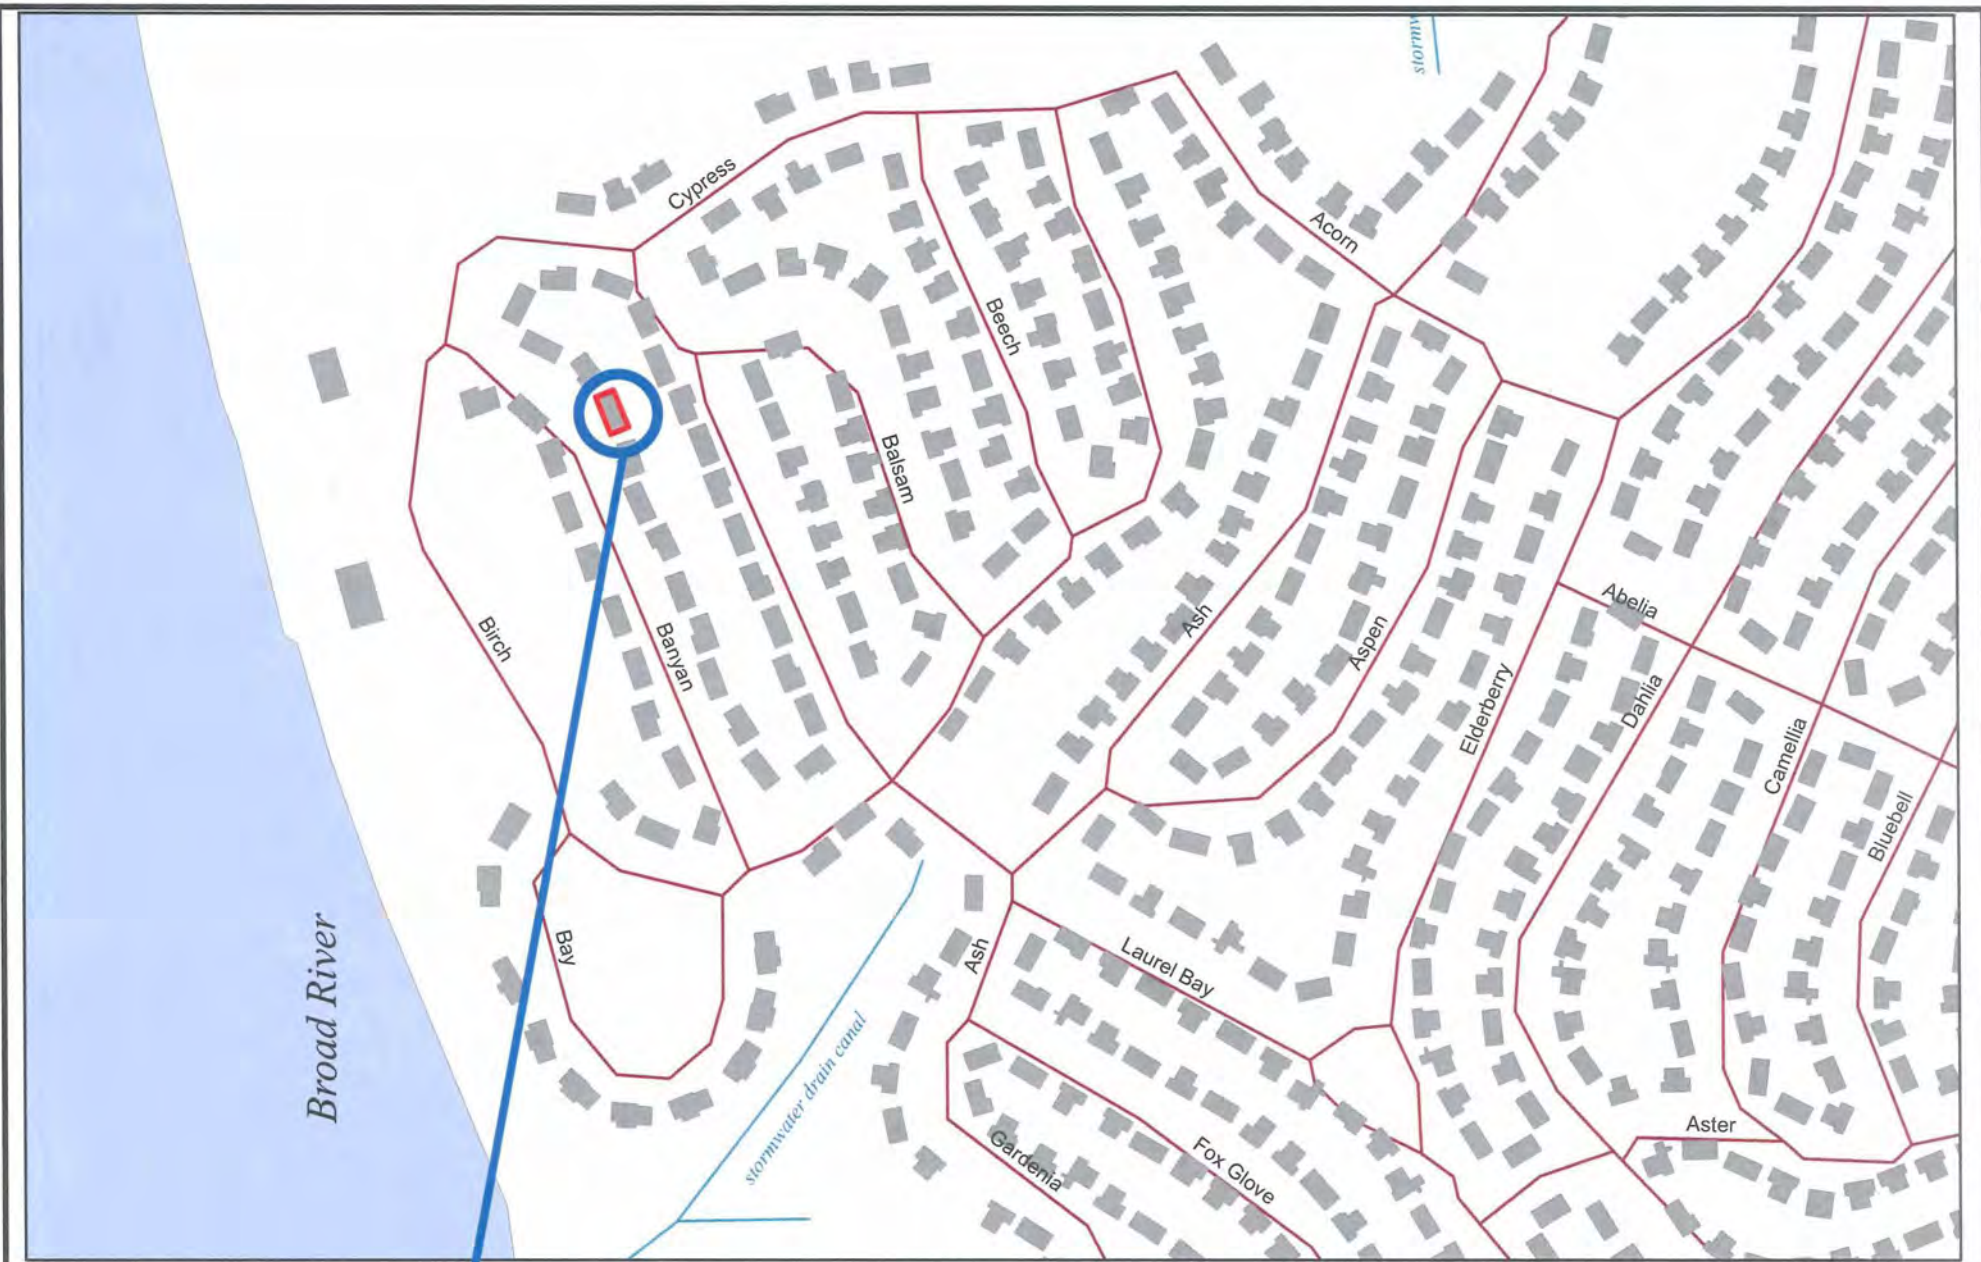 stormw
Cypress
Acorn
Beech
Balsam
Abelia
Birch
Banyan
Ash
Aspen
Elderberry
Dahlia
Camellia
Bluebell
Broad River
Bay
Ash
Laurel Bay
stormwater drain canal
Aster
Gardenia
Fox Glove